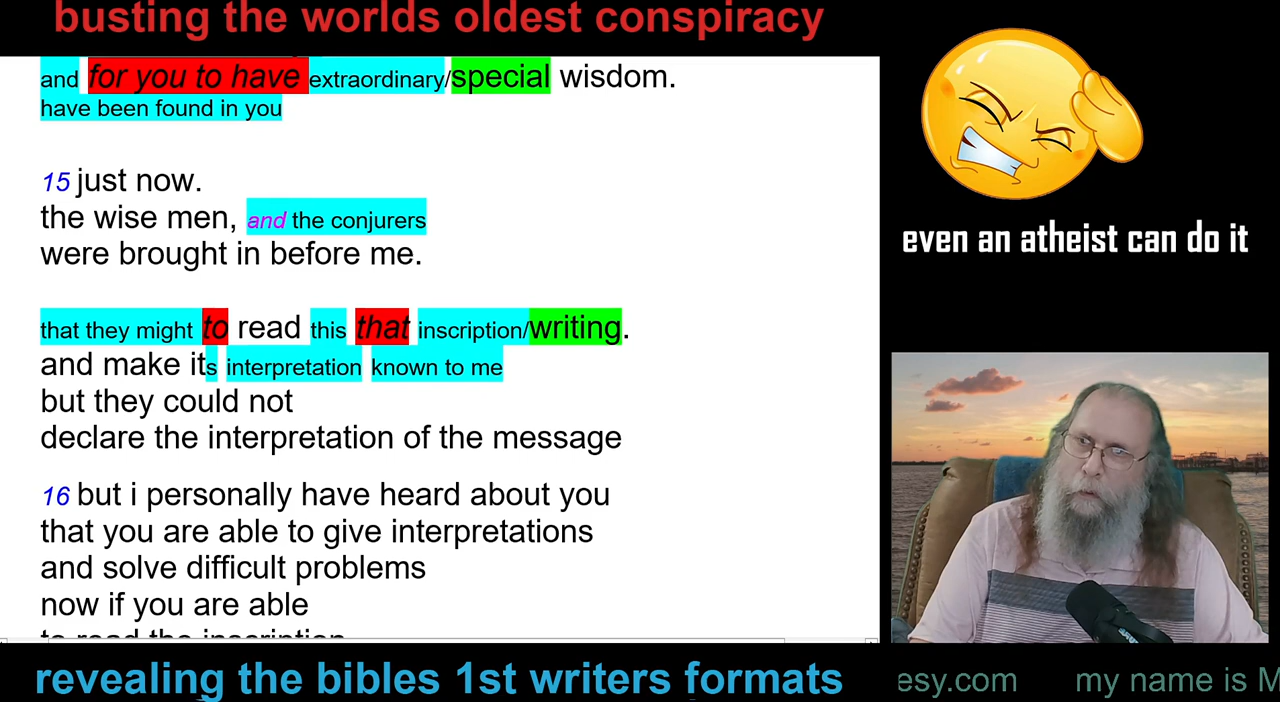 busting the worlds oldest conspiracy
and for you to have extraordinary/special wisdom.
have been found in you
15 just now.
the wise men, and the conjurers
were brought in before me.
that they might to read this that inscription/writing.
and make its interpretation known to me
but they could not
declare the interpretation of the message
16 but i personally have heard about you
that you are able to give interpretations
and solve difficult problems
now if you are able
to read the inscription
even an atheist can do it
revealing the bibles 1st writers formats
esy.com my name is M